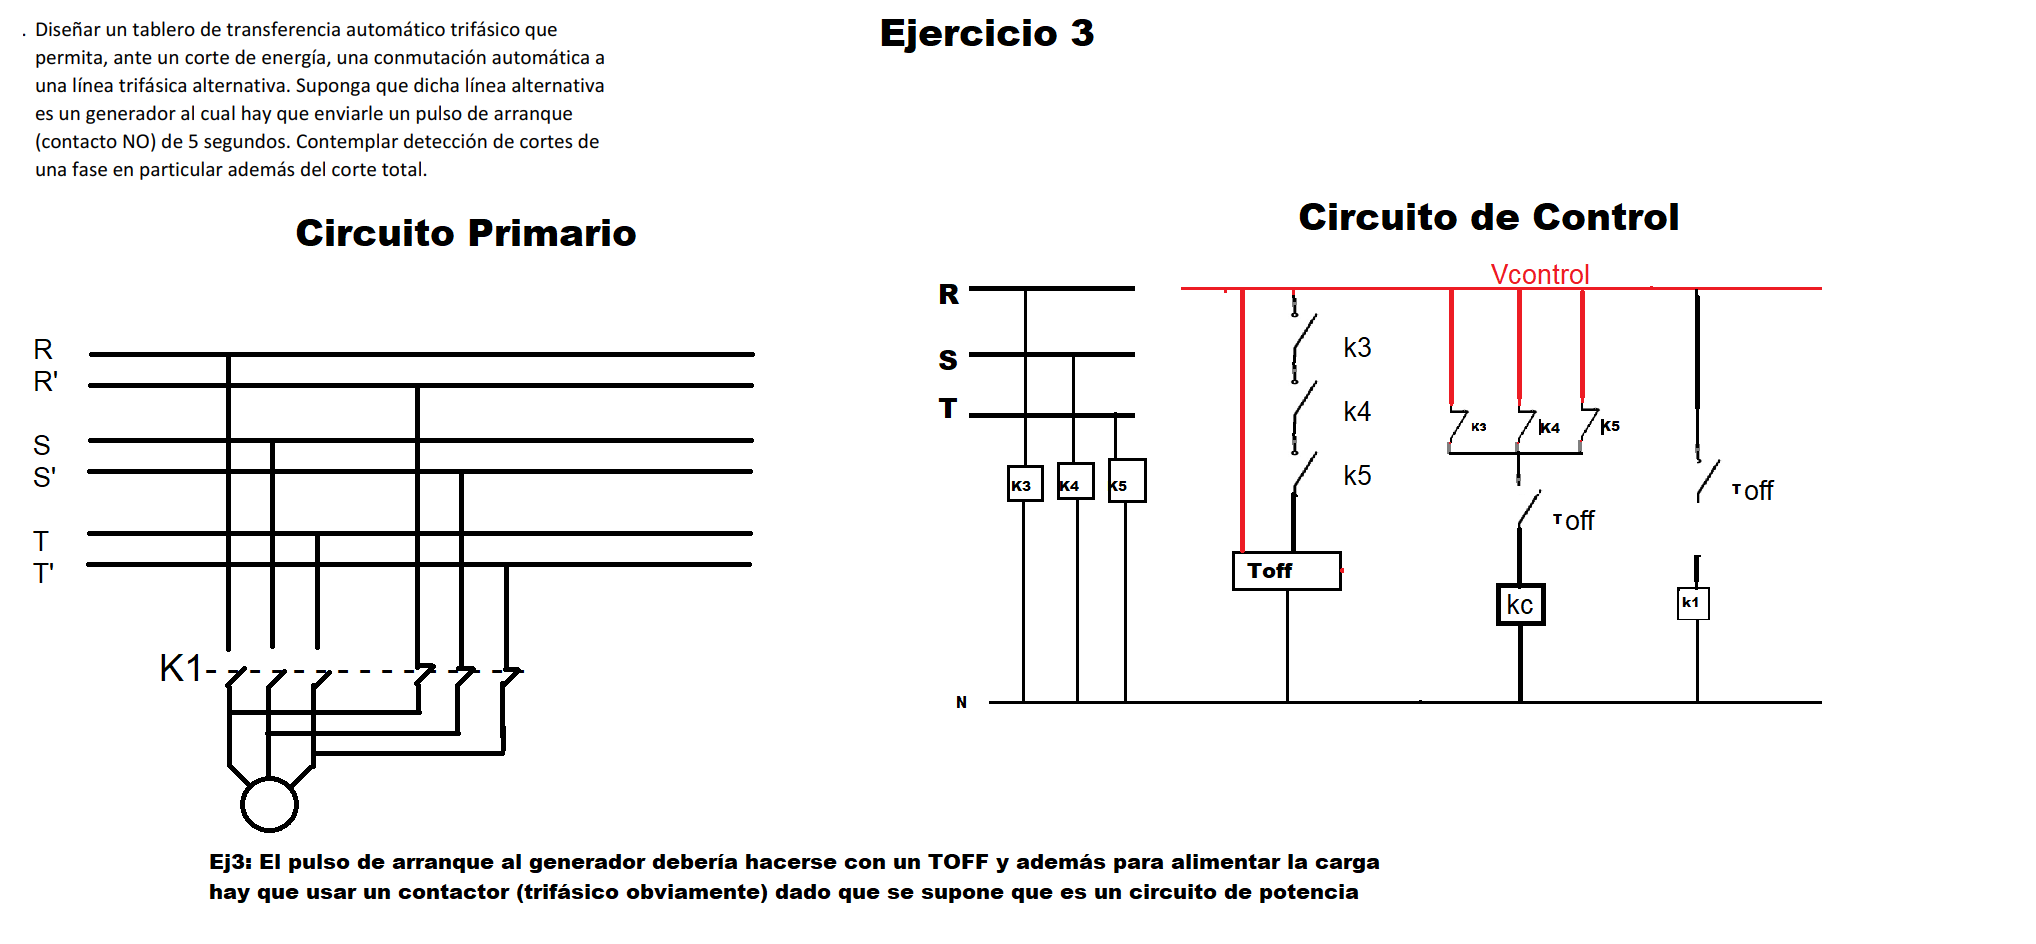 . Diseñar un tablero de transferencia automático trifásico que
permita, ante un corte de energía, una conmutación automática a
una línea trifásica alternativa. Suponga que dicha línea alternativa
es un generador al cual hay que enviarle un pulso de arranque
(contacto NO) de 5 segundos. Contemplar detección de cortes de
una fase en particular además del corte total.
Ejercicio 3
Circuito Primario
R
R'
S
S'
T
T'
K1
Circuito de Control
Vcontrol
R
S
T
K3
K4
K5
k3
k4
k5
Toff
K3
K4
K5
Toff
kc
Toff
k1
N
Ej3: El pulso de arranque al generador debería hacerse con un TOFF y además para alimentar la carga
hay que usar un contactor (trifásico obviamente) dado que se supone que es un circuito de potencia